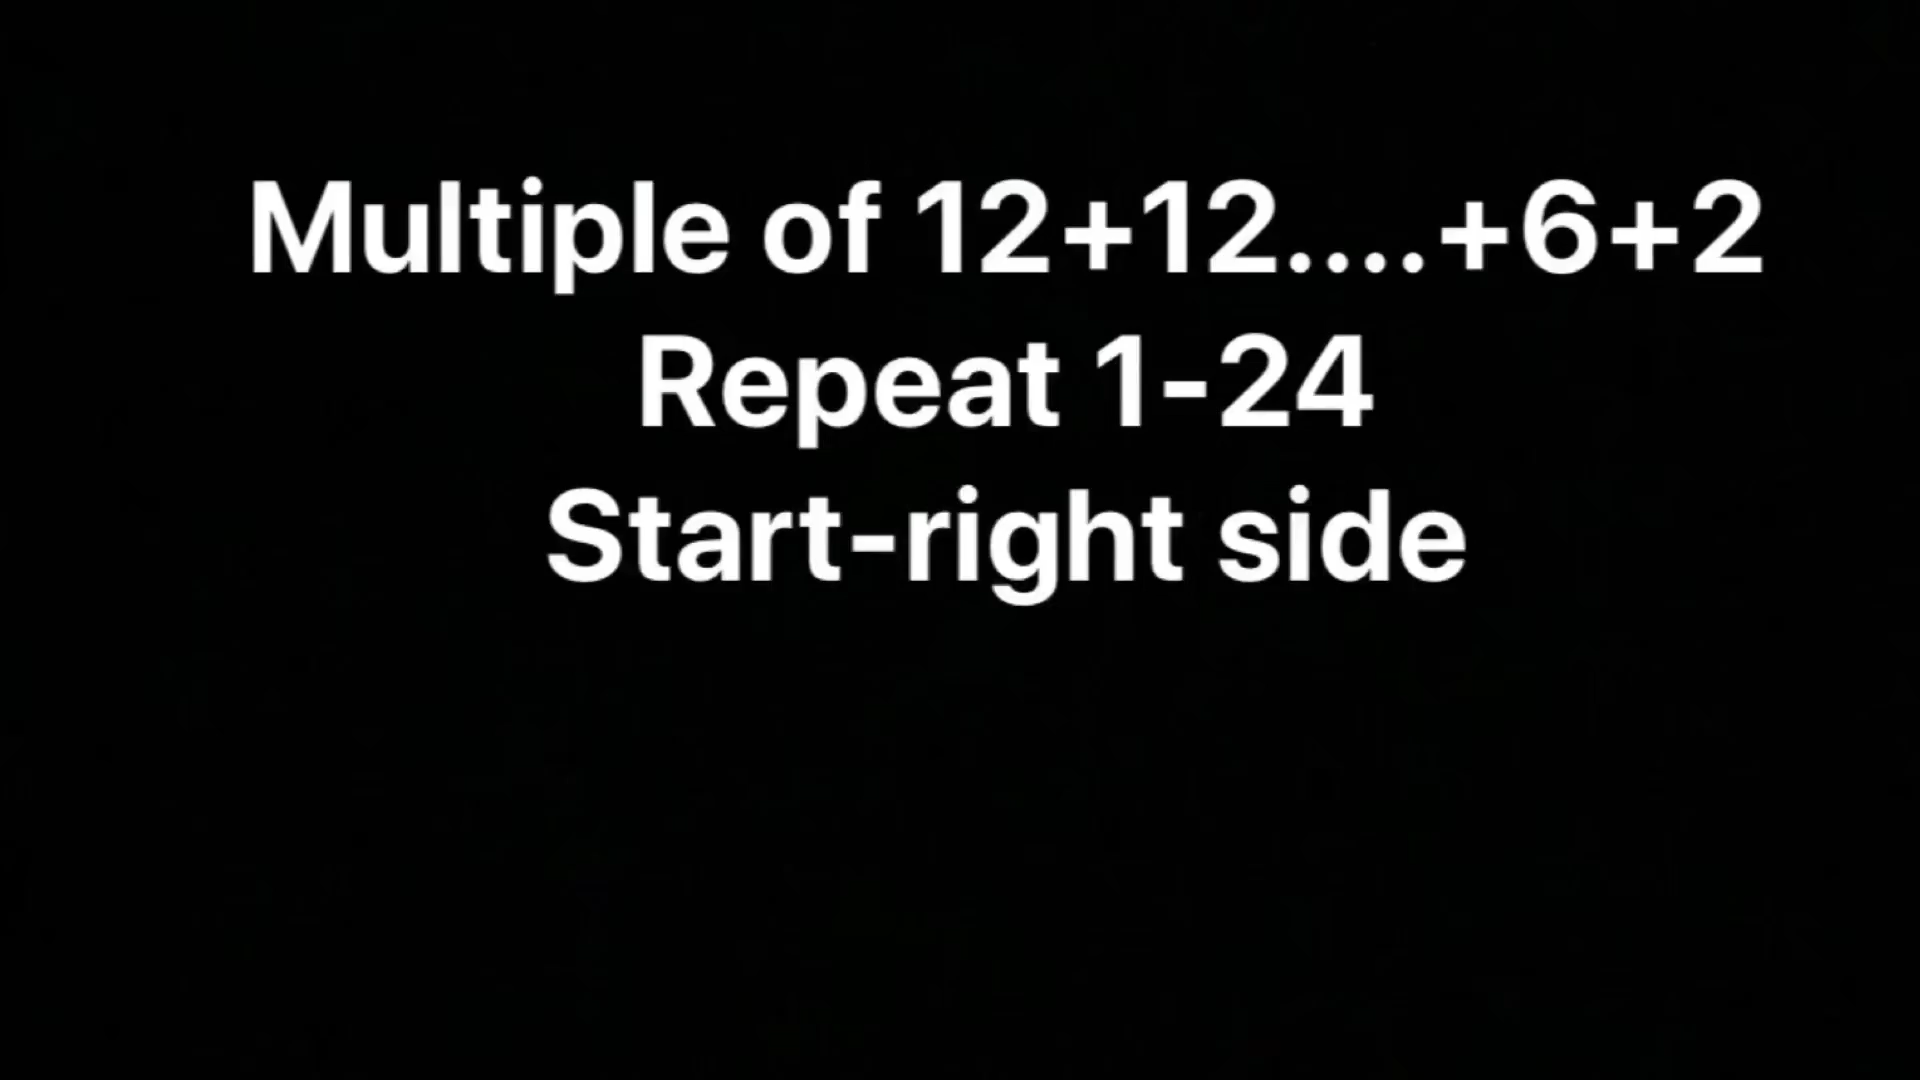 Multiple of 12+12....+6+2
Repeat 1-24
Start-right side